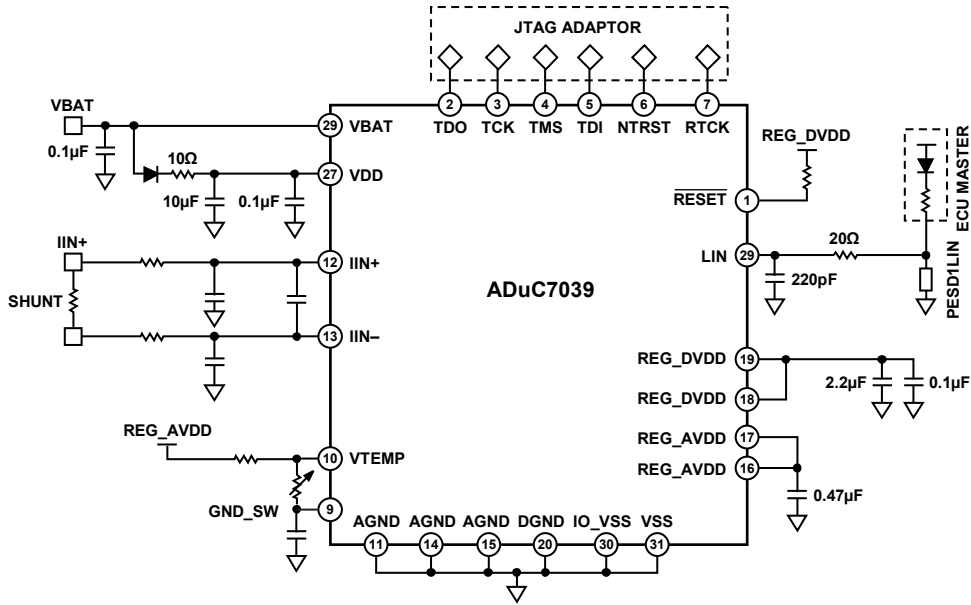 JTAG ADAPTOR
2 3 4 5 6 7
TDO TCK TMS TDI NTRST RTCK
VBAT
29 VBAT
0.1µF
10Ω
27 VDD
10µF 0.1µF
IIN+
12 IIN+
SHUNT
13 IIN–
REG_AVDD
10 VTEMP
GND_SW 9
ADuC7039
REG_DVDD
RESET 1
ECU MASTER
LIN 29
20Ω
220pF
PESD1LIN
REG_DVDD 19
2.2µF 0.1µF
REG_DVDD 18
REG_AVDD 17
REG_AVDD 16
0.47µF
AGND AGND AGND DGND IO_VSS VSS
11 14 15 20 30 31